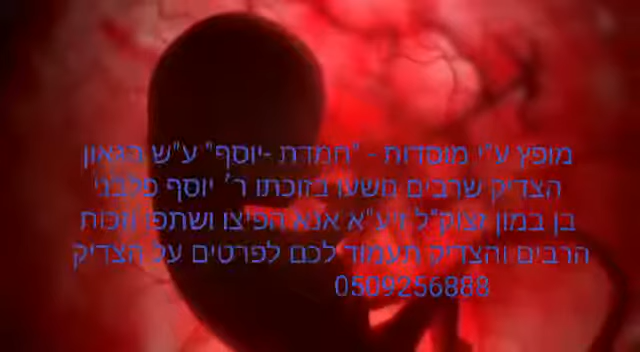 מופץ ע"י מוסדות - "חמדת -יוסף" ע"ש הגאון
הצדיק שרבים נושעו בזכותו ר' יוסף פלבני
בן במון זצוק"ל זיע"א אנא הפיצו ושתפו וזכות
הרבים והצדיק תעמוד לכם לפרטים על הצדיק
0509256888